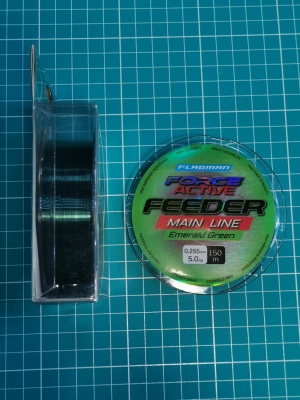 FLAGMAN
FORCE
ACTIVE
FEEDER
MAIN LINE
Emerald Green
0,255mm 150
5.0kg m